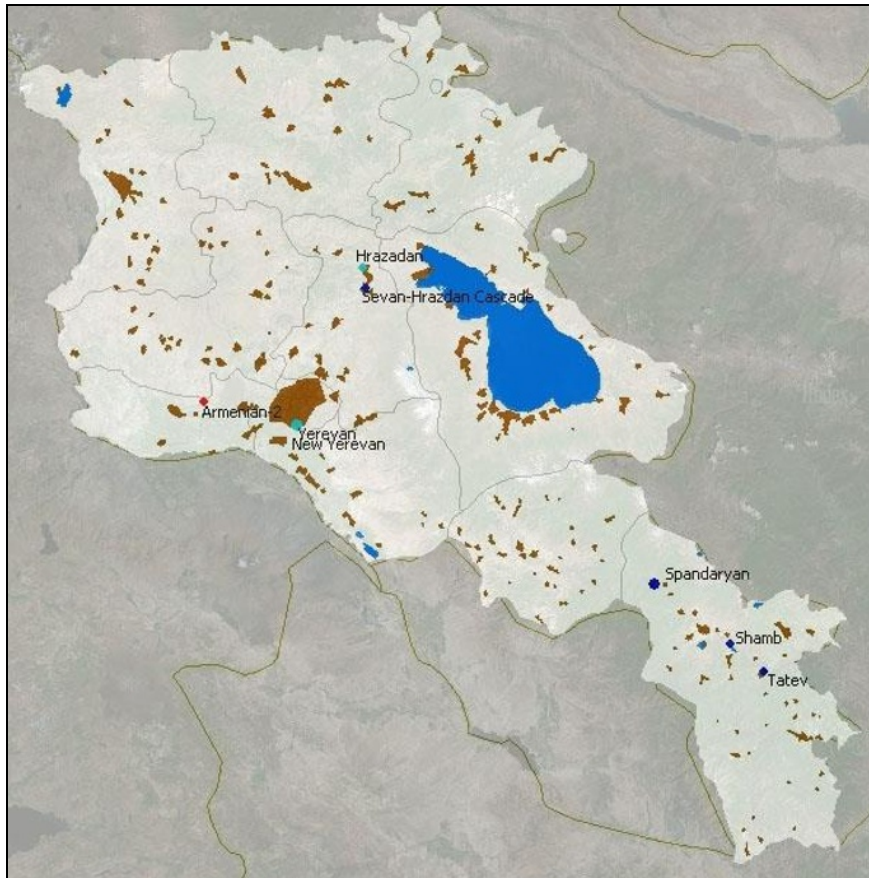 Hrazadan
Sevan-Hrazdan Cascade
Armenian-2
Yerevan
New Yerevan
Spandaryan
Shamb
Tatev